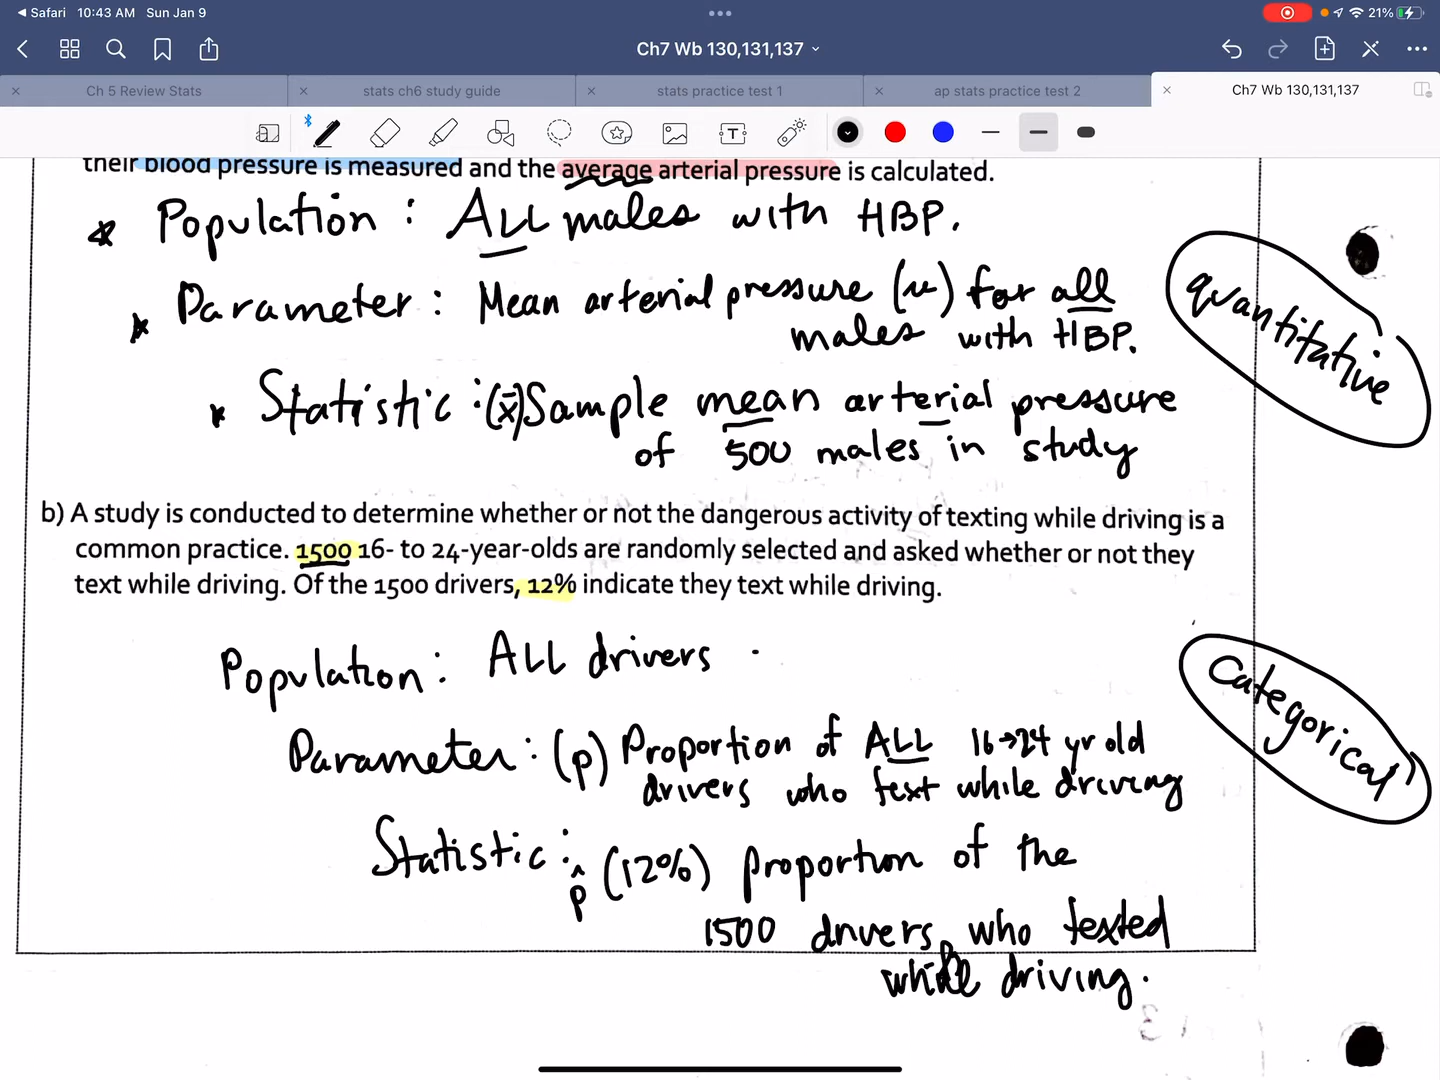 Safari 10:43 AM Sun Jan 9
21%
Ch7 Wb 130,131,137
Ch 5 Review Stats
stats ch6 study guide
stats practice test 1
ap stats practice test 2
Ch7 Wb 130,131,137
their blood pressure is measured and the average arterial pressure is calculated.
Population : ALL males with HBP.
Parameter : Mean arterial pressure (μ) for all
males with HBP.
quantitative
Statistic : (x̄) Sample mean arterial pressure
of 500 males in study
b) A study is conducted to determine whether or not the dangerous activity of texting while driving is a
common practice. 1500 16- to 24-year-olds are randomly selected and asked whether or not they
text while driving. Of the 1500 drivers, 12% indicate they text while driving.
Population : ALL drivers
Categorical
Parameter : (p) Proportion of ALL 16→24 yr old
drivers who text while driving
Statistic : p̂ (12%) proportion of the
1500 drivers who texted
while driving.